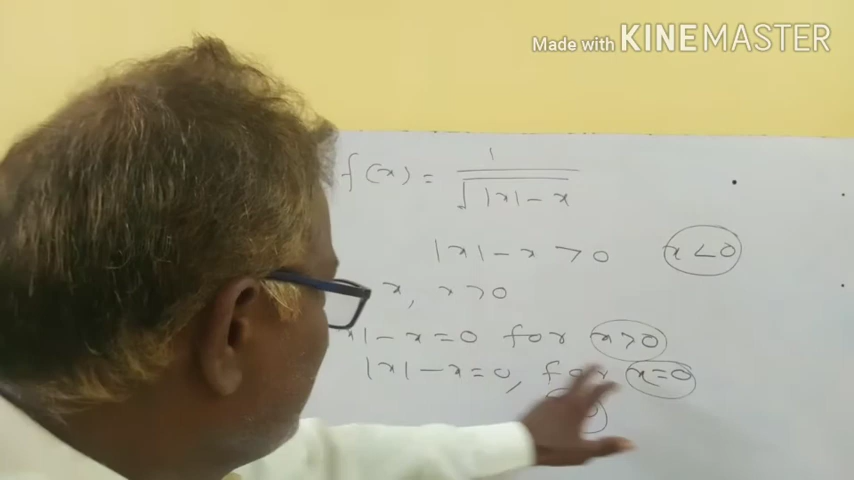 Made with KINEMASTER
f(x) = 1 / √(|x| - x)
|x| - x > 0 x < 0
x, x > 0
x| - x = 0 for x > 0
|x| - x = 0, for x = 0